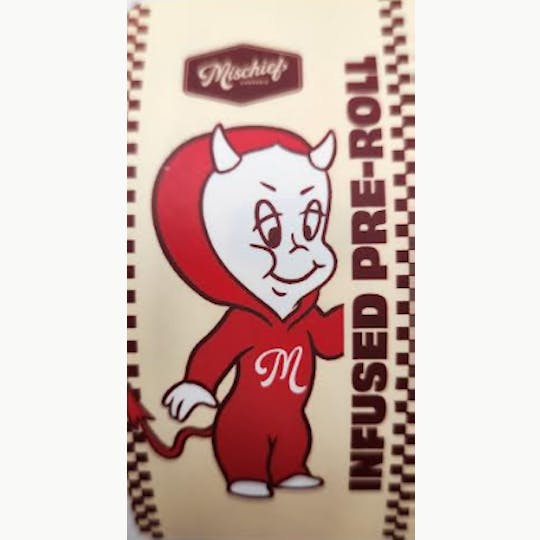 Mischief
INFUSED PRE-ROLL
M